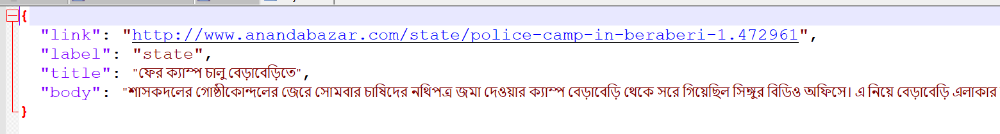 {
"link": "http://www.anandabazar.com/state/police-camp-in-beraberi-1.472961",
"label": "state",
"title": "ফের ক্যাম্প চালু বেড়াবেড়িতে",
"body": "শাসকদলের গোষ্ঠীকোন্দলের জেরে সোমবার চাষিদের নথিপত্র জমা দেওয়ার ক্যাম্প বেড়াবেড়ি থেকে সরে গিয়েছিল সিঙ্গুর বিডিও অফিসে। এ নিয়ে বেড়াবেড়ি এলাকার
}